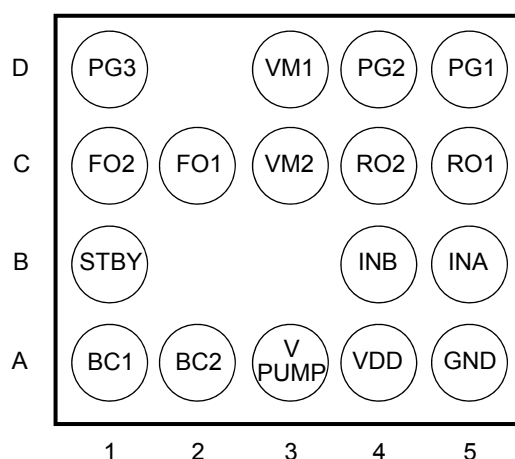 D PG3 VM1 PG2 PG1
C FO2 FO1 VM2 RO2 RO1
B STBY INB INA
A BC1 BC2 V PUMP VDD GND
1 2 3 4 5